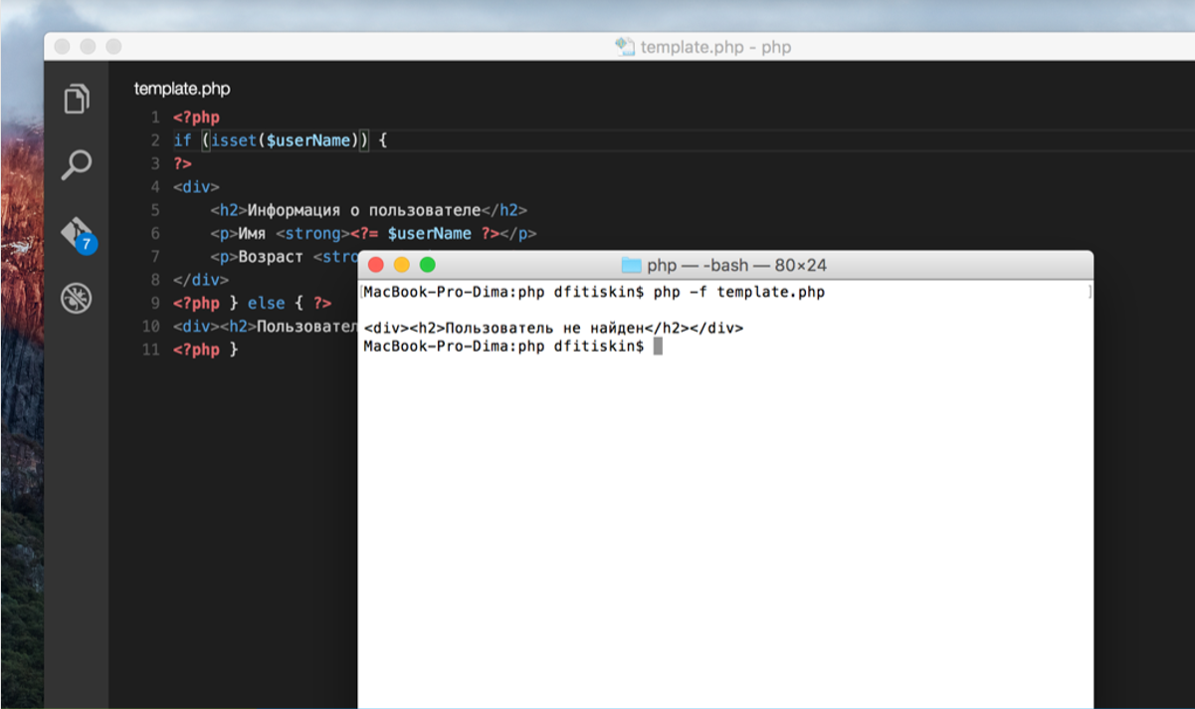 template.php - php
template.php
1 <?php
2 if (isset($userName)) {
3 ?>
4 <div>
5     <h2>Информация о пользователе</h2>
6     <p>Имя <strong><?= $userName ?></p>
7     <p>Возраст <stro
8 </div>
9 <?php } else { ?>
10 <div><h2>Пользовател
11 <?php }
7
php — -bash — 80×24
[MacBook-Pro-Dima:php dfitiskin$ php -f template.php ]
<div><h2>Пользователь не найден</h2></div>
MacBook-Pro-Dima:php dfitiskin$